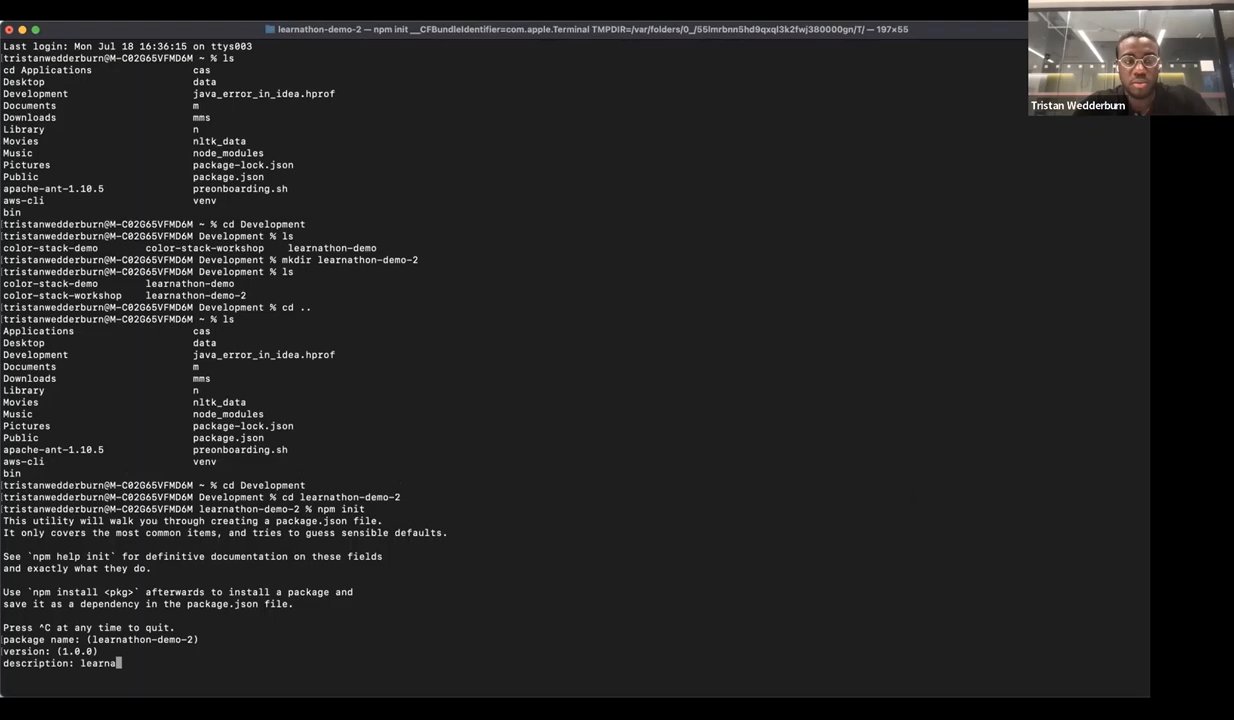 learnathon-demo-2 — npm init __CFBundleIdentifier=com.apple.Terminal — 197×55
Tristan Wedderburn
Last login: Mon Jul 18 16:36:15 on ttys003
tristanwedderburn@M-C02G65VFMD6M ~ % ls
cd Applications cas
Desktop data
Development java_error_in_idea.hprof
Documents m
Downloads mms
Library n
Movies nltk_data
Music node_modules
Pictures package-lock.json
Public package.json
apache-ant-1.10.5 preonboarding.sh
aws-cli venv
bin
tristanwedderburn@M-C02G65VFMD6M ~ % cd Development
tristanwedderburn@M-C02G65VFMD6M Development % ls
color-stack-demo color-stack-workshop learnathon-demo
tristanwedderburn@M-C02G65VFMD6M Development % mkdir learnathon-demo-2
tristanwedderburn@M-C02G65VFMD6M Development % ls
color-stack-demo learnathon-demo
color-stack-workshop learnathon-demo-2
tristanwedderburn@M-C02G65VFMD6M Development % cd ..
tristanwedderburn@M-C02G65VFMD6M ~ % ls
Applications cas
Desktop data
Development java_error_in_idea.hprof
Documents m
Downloads mms
Library n
Movies nltk_data
Music node_modules
Pictures package-lock.json
Public package.json
apache-ant-1.10.5 preonboarding.sh
aws-cli venv
bin
tristanwedderburn@M-C02G65VFMD6M ~ % cd Development
tristanwedderburn@M-C02G65VFMD6M Development % cd learnathon-demo-2
tristanwedderburn@M-C02G65VFMD6M learnathon-demo-2 % npm init
This utility will walk you through creating a package.json file.
It only covers the most common items, and tries to guess sensible defaults.
See `npm help init` for definitive documentation on these fields
and exactly what they do.
Use `npm install <pkg>` afterwards to install a package and
save it as a dependency in the package.json file.
Press ^C at any time to quit.
package name: (learnathon-demo-2)
version: (1.0.0)
description: learna